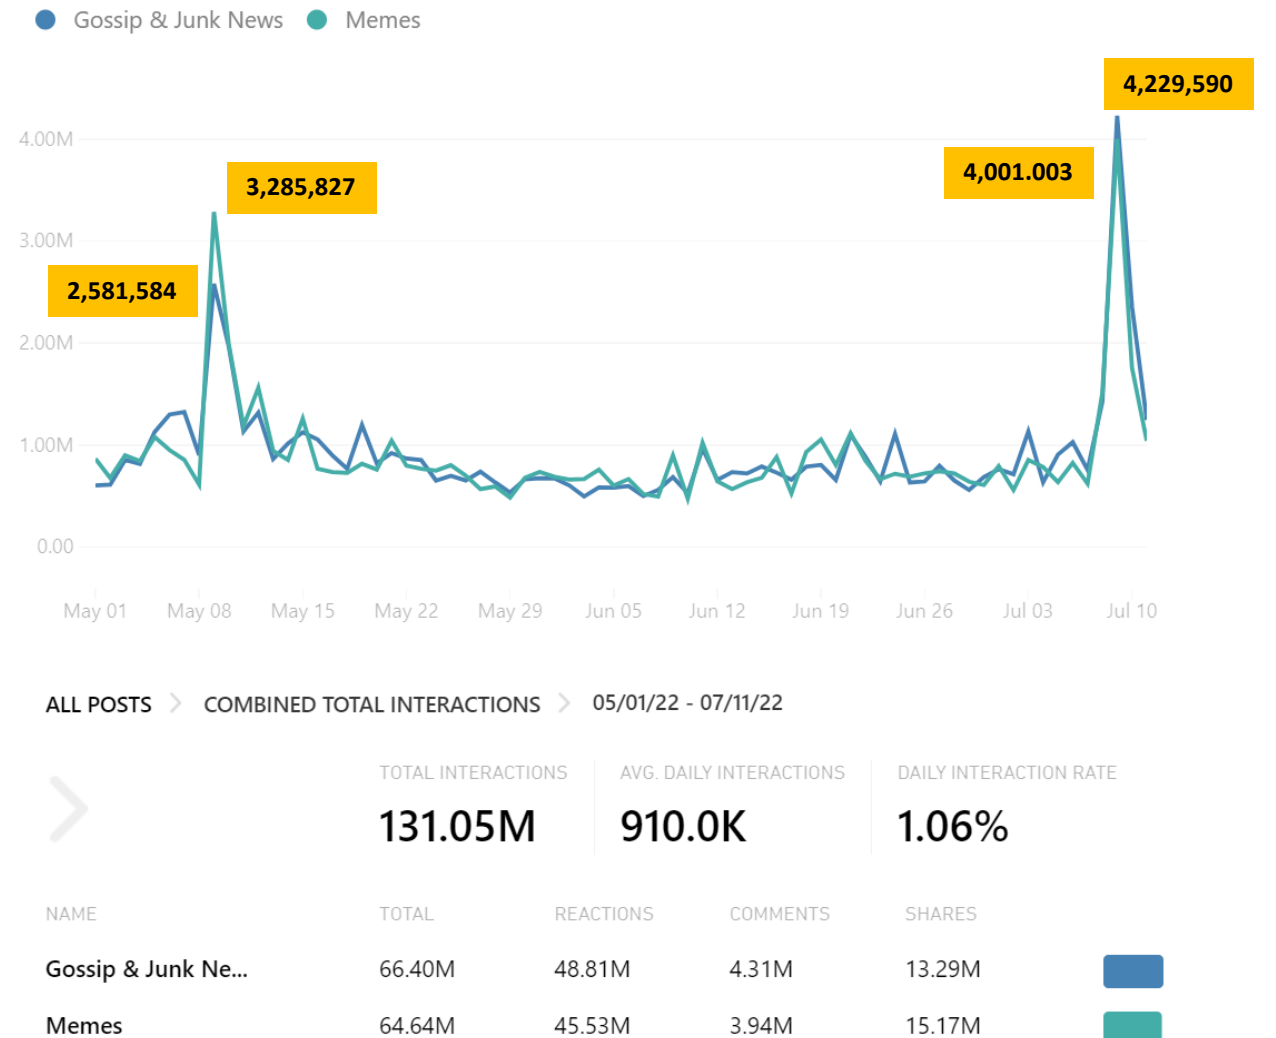 Gossip & Junk News Memes
4,229,590
4.00M
4,001.003
3,285,827
3.00M
2,581,584
2.00M
1.00M
0.00
May 01 May 08 May 15 May 22 May 29 Jun 05 Jun 12 Jun 19 Jun 26 Jul 03 Jul 10
ALL POSTS COMBINED TOTAL INTERACTIONS 05/01/22 - 07/11/22
TOTAL INTERACTIONS AVG. DAILY INTERACTIONS DAILY INTERACTION RATE
131.05M 910.0K 1.06%
NAME TOTAL REACTIONS COMMENTS SHARES
Gossip & Junk Ne... 66.40M 48.81M 4.31M 13.29M
Memes 64.64M 45.53M 3.94M 15.17M